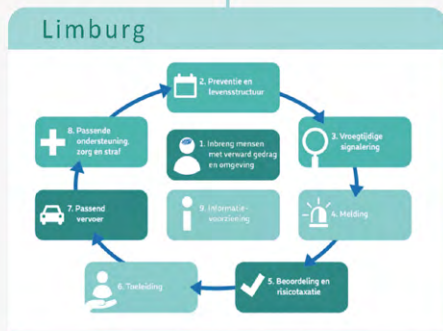 Limburg
2. Preventie en
levensstructuur
8. Passende
ondersteuning,
zorg en straf
1. Inbreng mensen
met verward gedrag
en omgeving
3. Vroegtijdige
signalering
7. Passend
vervoer
9. Informatie-
voorziening
4. Melding
6. Toeleiding
5. Beoordeling en
risicotaxatie